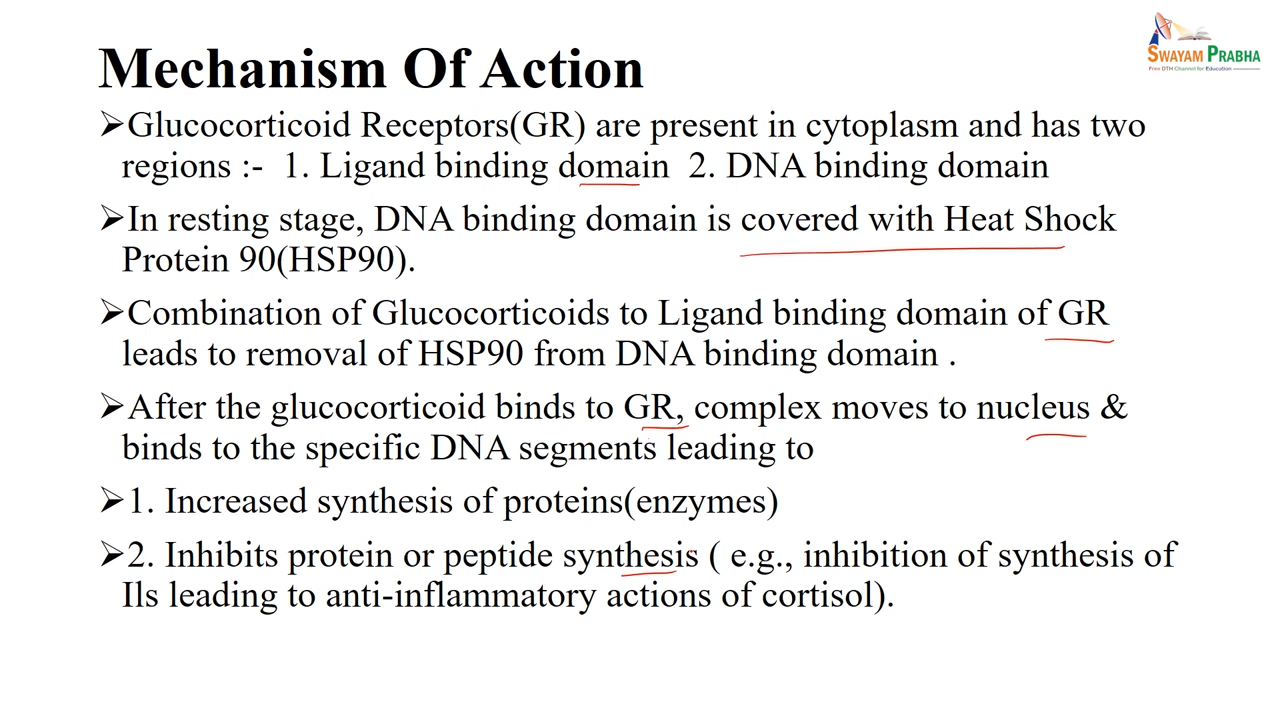 SWAYAM PRABHA
Free DTH Channel for Education
Mechanism Of Action
➢Glucocorticoid Receptors(GR) are present in cytoplasm and has two
regions :- 1. Ligand binding domain 2. DNA binding domain
➢In resting stage, DNA binding domain is covered with Heat Shock
Protein 90(HSP90).
➢Combination of Glucocorticoids to Ligand binding domain of GR
leads to removal of HSP90 from DNA binding domain .
➢After the glucocorticoid binds to GR, complex moves to nucleus &
binds to the specific DNA segments leading to
➢1. Increased synthesis of proteins(enzymes)
➢2. Inhibits protein or peptide synthesis ( e.g., inhibition of synthesis of
Ils leading to anti-inflammatory actions of cortisol).